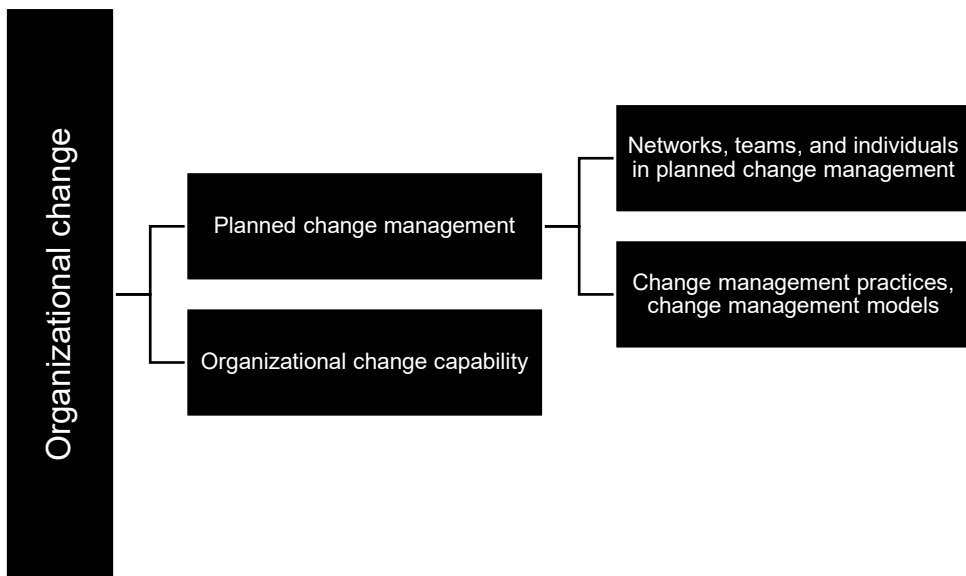 Organizational change
Planned change management
Organizational change capability
Networks, teams, and individuals
in planned change management
Change management practices,
change management models